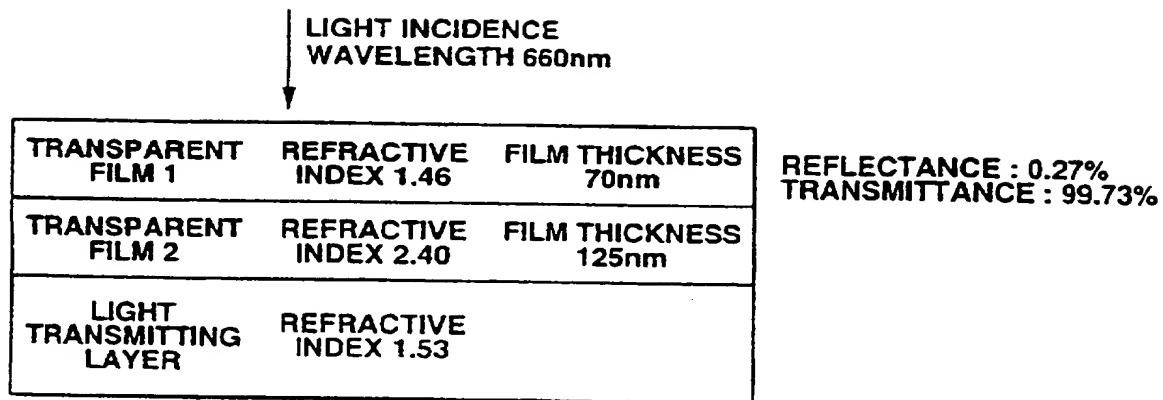 LIGHT INCIDENCE
WAVELENGTH 660nm
TRANSPARENT
FILM 1
REFRACTIVE
INDEX 1.46
FILM THICKNESS
70nm
REFLECTANCE : 0.27%
TRANSMITTANCE : 99.73%
TRANSPARENT
FILM 2
REFRACTIVE
INDEX 2.40
FILM THICKNESS
125nm
LIGHT
TRANSMITTING
LAYER
REFRACTIVE
INDEX 1.53